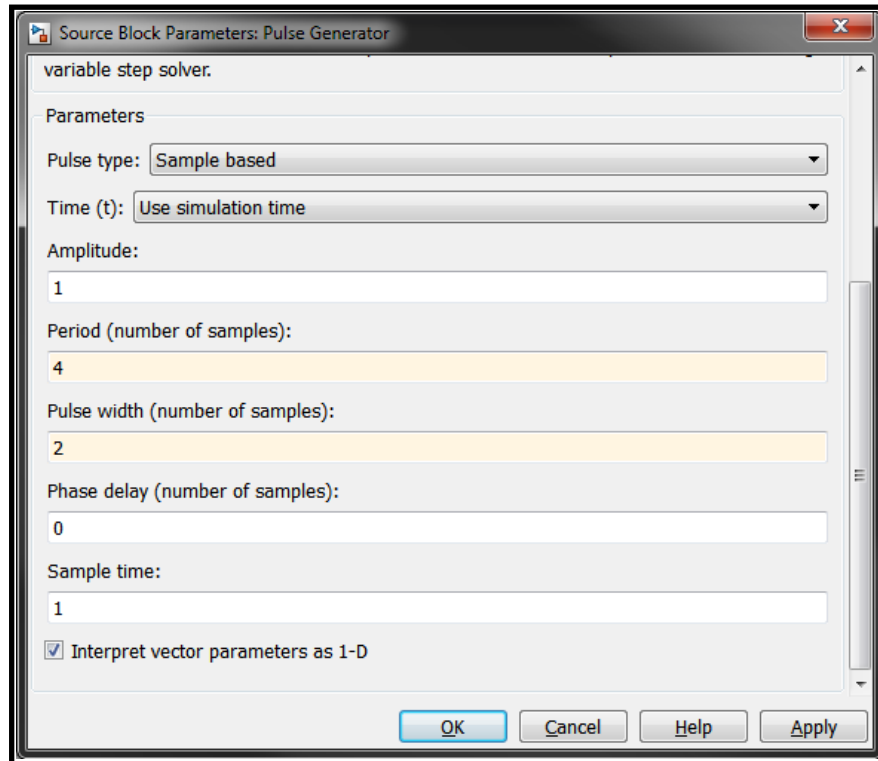 Source Block Parameters: Pulse Generator
variable step solver.
Parameters
Pulse type: Sample based
Time (t): Use simulation time
Amplitude:
1
Period (number of samples):
4
Pulse width (number of samples):
2
Phase delay (number of samples):
0
Sample time:
1
Interpret vector parameters as 1-D
OK Cancel Help Apply